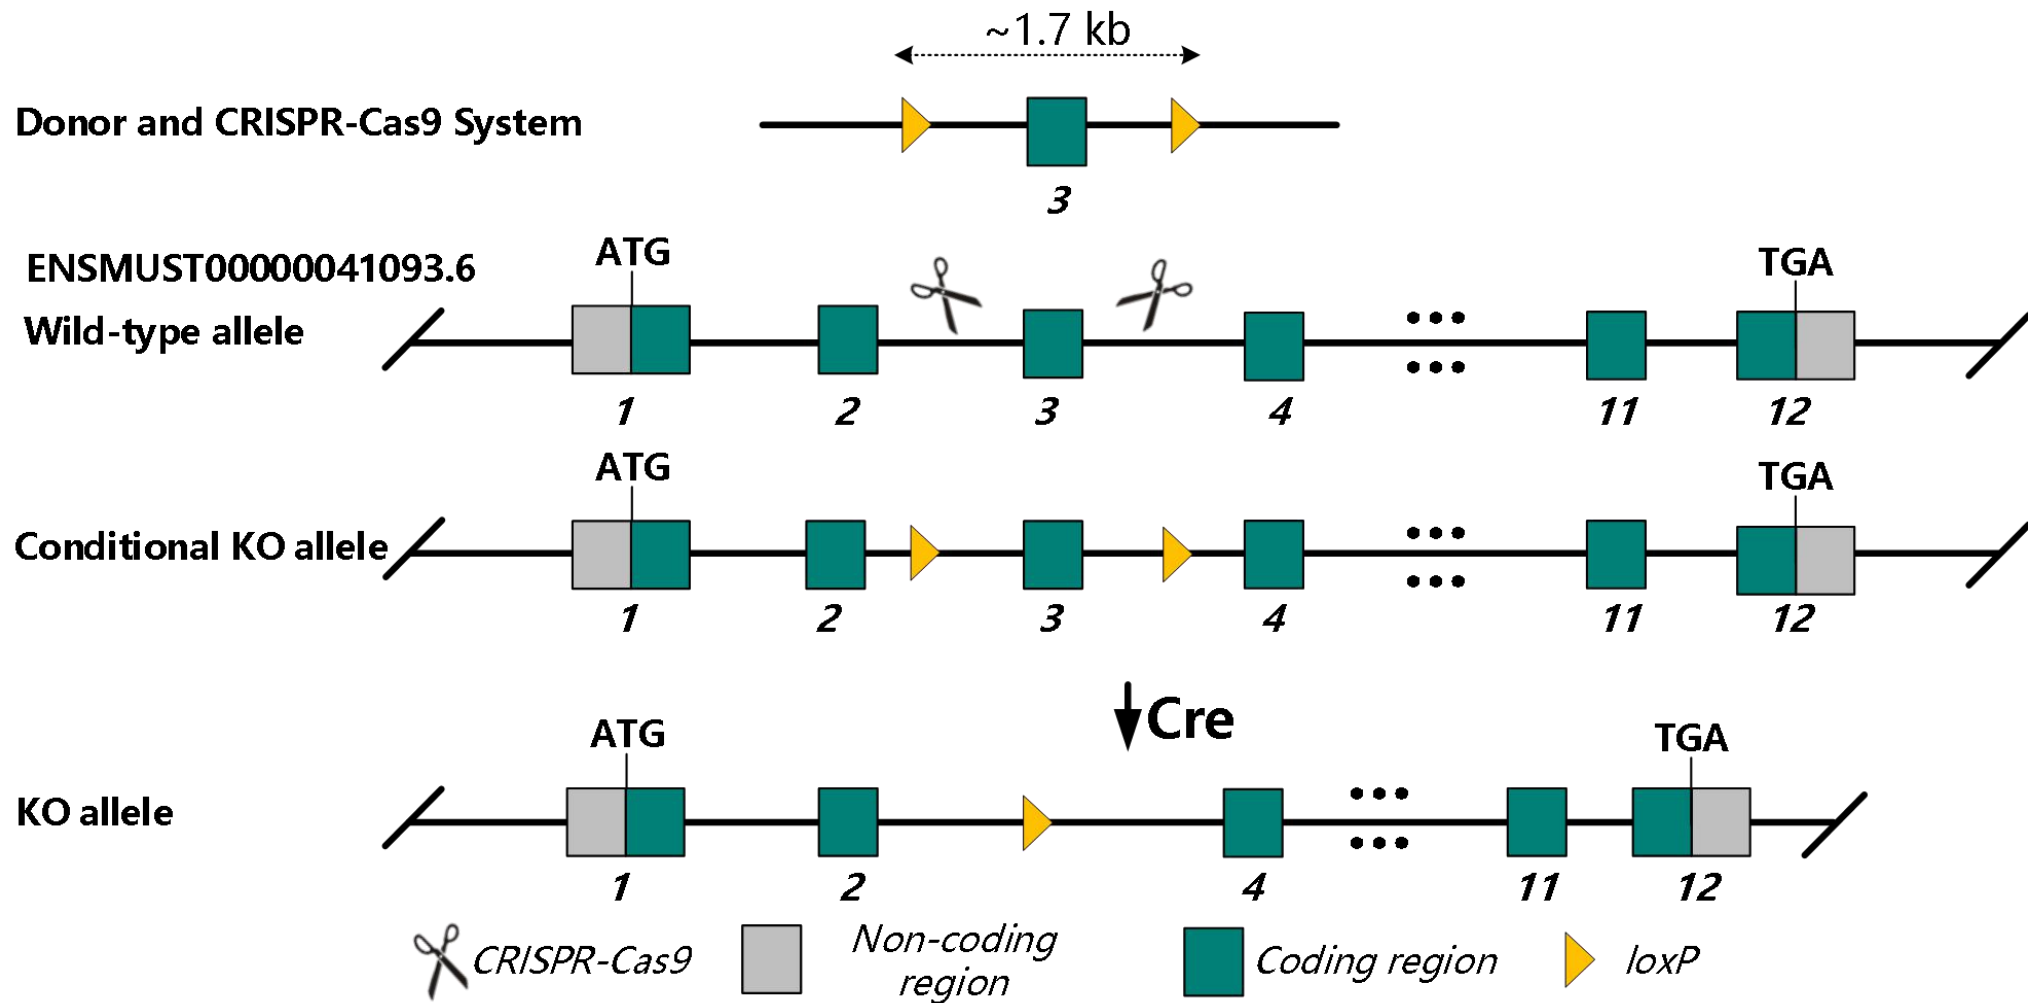 ~1.7 kb
Donor and CRISPR-Cas9 System
3
ENSMUST00000041093.6
ATG
TGA
Wild-type allele
1 2 3 4 11 12
ATG
TGA
Conditional KO allele
1 2 3 4 11 12
Cre
ATG
TGA
KO allele
1 2 4 11 12
CRISPR-Cas9
Non-coding
region
Coding region
loxP